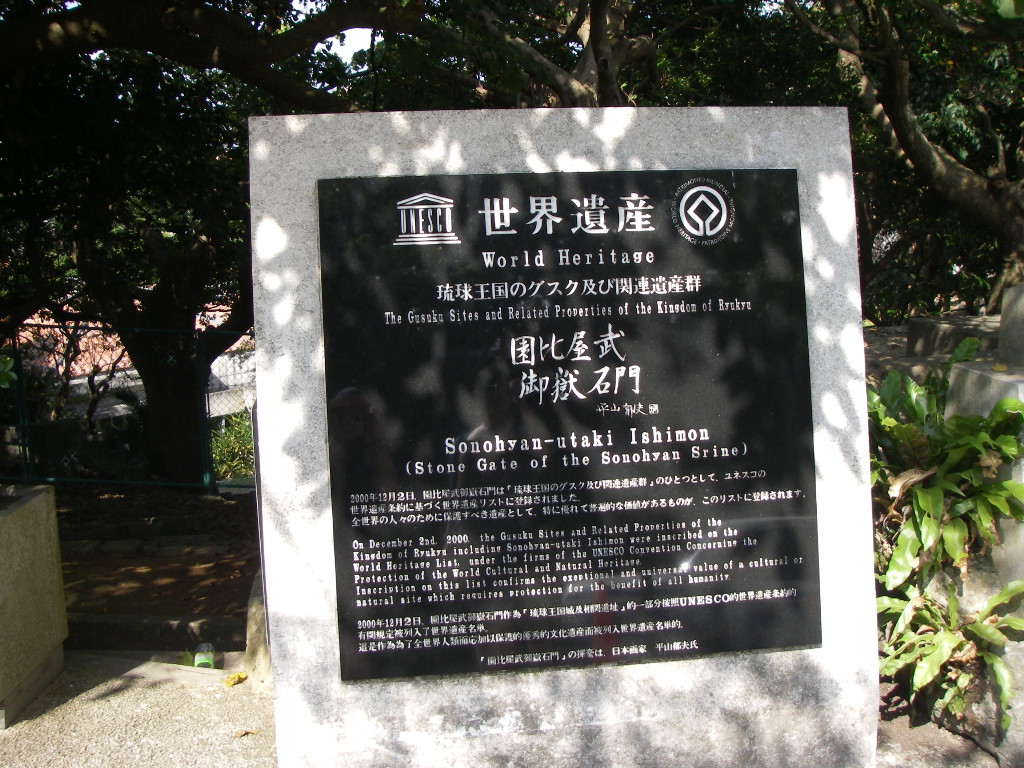 UNESCO
世界遺産
World Heritage
琉球王国のグスク及び関連遺産群
The Gusuku Sites and Related Properties of the Kingdom of Ryukyu
園比屋武
御嶽石門
平山郁夫
Sonohyan-utaki Ishimon
(Stone Gate of the Sonohyan Srine)
2000年12月2日、園比屋武御嶽石門は「琉球王国のグスク及び関連遺産群」のひとつとして、ユネスコの
世界遺産条約に基づく世界遺産リストに登録されました。
全世界の人々のために保護すべき遺産として、特に優れて普遍的な価値があるものが、このリストに登録されます。
On December 2nd, 2000, the Gusuku Sites and Related Properties of the
Kingdom of Ryukyu including Sonohyan-utaki Ishimon were inscribed on the
World Heritage List, under the firms of the UNESCO Convention Concerning the
Protection of the World Cultural and Natural Heritage.
Inscription on this list confirms the exeptional and universal value of a cultural or
natural site which requires protection for the benefit of all humanity.
2000年12月2日、園比屋武御嶽石門作為「琉球王国城及相関遺址」的一部分按照UNESCO的世界遺産条約的
有関規定被列入了世界遺産名単。
這是作為為了全世界人類而応加以保護的優秀的文化遺産而被列入世界遺産名単的。
「園比屋武御嶽石門」の揮毫は、日本画家 平山郁夫氏